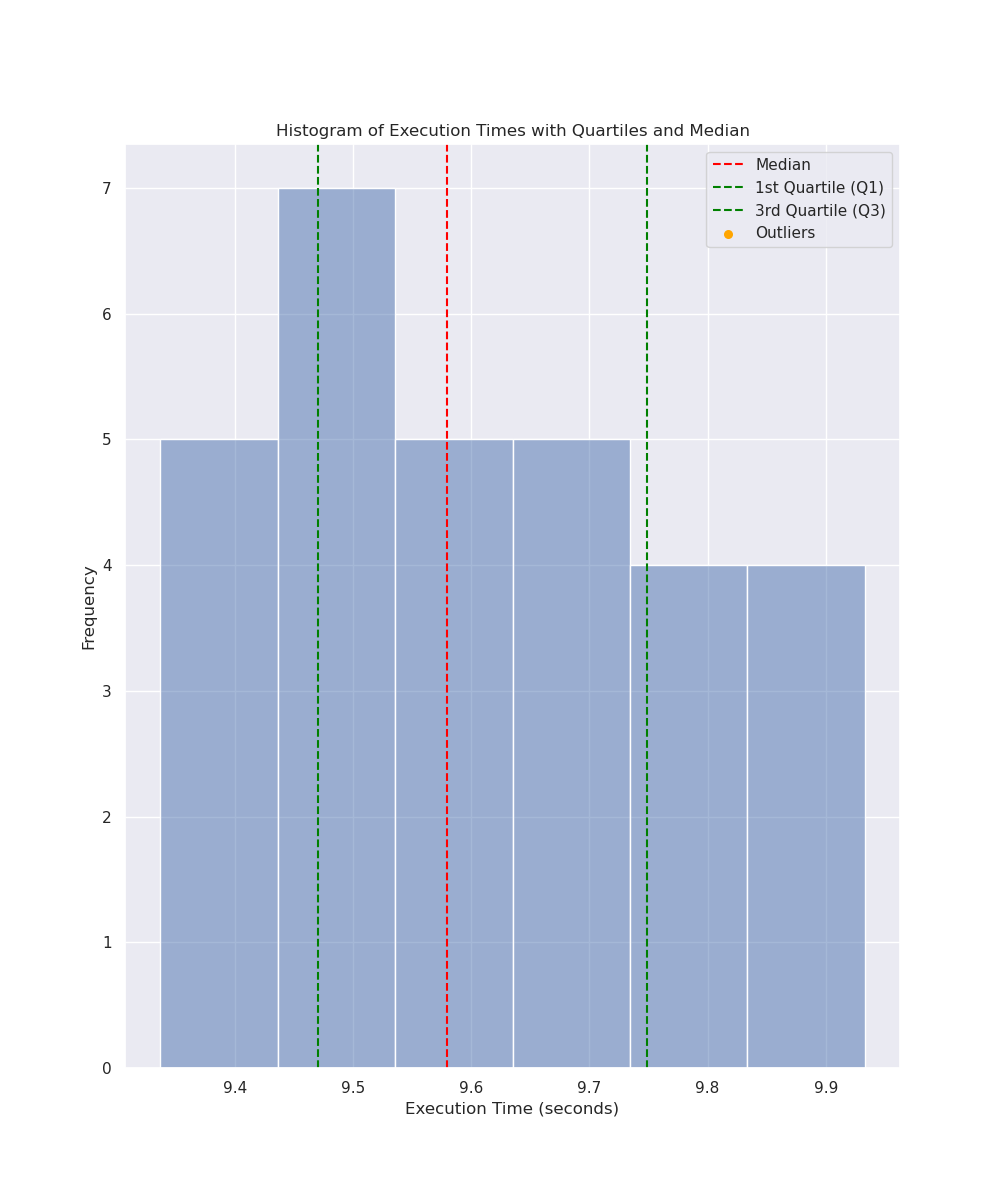 Histogram of Execution Times with Quartiles and Median
Median
1st Quartile (Q1)
3rd Quartile (Q3)
Outliers
7
6
5
4
3
2
1
0
Frequency
9.4 9.5 9.6 9.7 9.8 9.9
Execution Time (seconds)